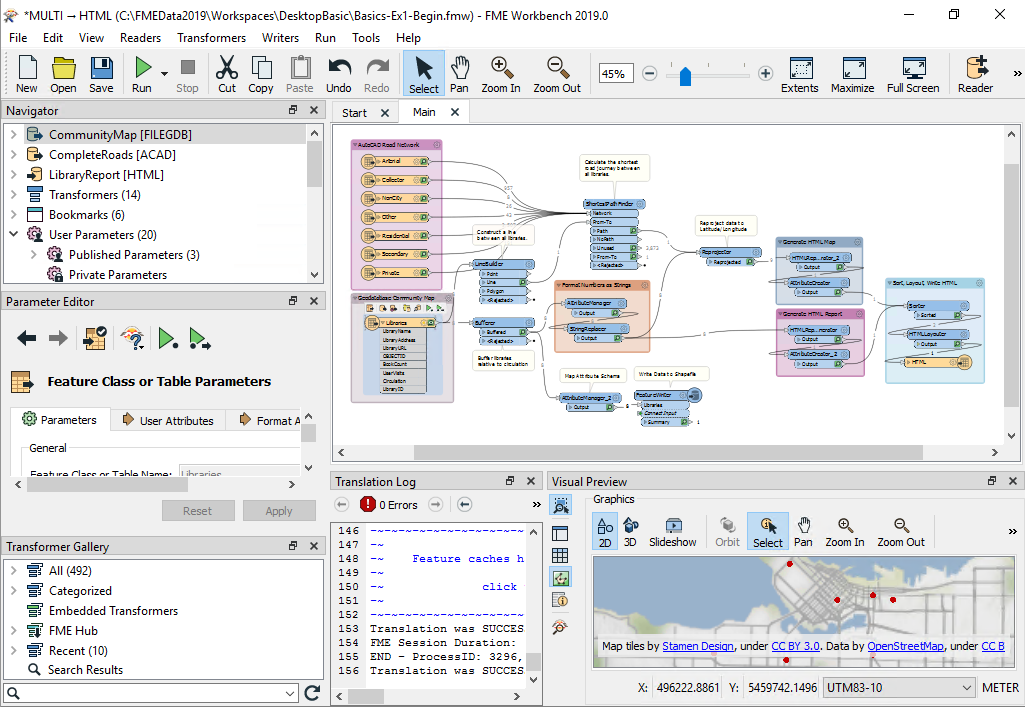 *MULTI → HTML (C:\FMEData2019\Workspaces\DesktopBasic\Basics-Ex1-Begin.fmw) - FME Workbench 2019.0
File Edit View Readers Transformers Writers Run Tools Help
New Open Save Run Stop Cut Copy Paste Undo Redo Select Pan Zoom In Zoom Out 45% Extents Maximize Full Screen Reader
Navigator
CommunityMap [FILEGDB]
CompleteRoads [ACAD]
LibraryReport [HTML]
Transformers (14)
Bookmarks (6)
User Parameters (20)
Published Parameters (3)
Private Parameters
Parameter Editor
Feature Class or Table Parameters
Parameters User Attributes Format A
General
Feature Class or Table Name: Libraries
Reset Apply
Transformer Gallery
All (492)
Categorized
Embedded Transformers
FME Hub
Recent (10)
Search Results
Start Main
AutoCAD Road Network
Arterial
Collector
NonCity
Other
Residential
Secondary
Private
Geodatabase Community Map
Libraries
LibraryName
LibraryAddress
LibraryURL
OBJECTID
BookCount
UserVisits
Circulation
LibraryID
Construct a line
between all libraries.
LineBuilder
Point
Line
Polygon
<Rejected>
Bufferer
Buffered
<Rejected>
Buffer libraries
relative to circulation
Calculate the shortest
road journey between
all libraries.
ShortestPathFinder
Network
From-To
Path
NoPath
Unused
3,873
From-To
<Rejected>
Format Numbers as Strings
AttributeManager
Output
StringReplacer
Output
Map Attribute Schema
AttributeManager_2
Output
8
Write Data to Shapefile
FeatureWriter
Libraries
Connect Input
Summary
1
Reproject data to
Latitude/Longitude
Reprojector
Reprojected
Generate HTML Map
HTMLRep...nerator_2
Output
AttributeCreator
Output
Generate HTML Report
HTMLRep...nerator
Output
AttributeCreator_2
Output
Sort, Layout, Write HTML
Sorter
Sorted
HTMLLayouter
Output
1
HTML
Translation Log
0 Errors
146 ~~~~~~~~~~~~~~~~~~~~~~
147 ~~
148 ~~ Feature caches h
149 ~~
150 ~~ click
151 ~~
152 ~~~~~~~~~~~~~~~~~~~~~~
153 Translation was SUCCES
154 FME Session Duration:
155 END - ProcessID: 3296,
156 Translation was SUCCES
Visual Preview
Graphics
2D 3D Slideshow Orbit Select Pan Zoom In Zoom Out
Map tiles by Stamen Design, under CC BY 3.0. Data by OpenStreetMap, under CC B
X: 496222.8861 Y: 5459742.1496 UTM83-10 METER